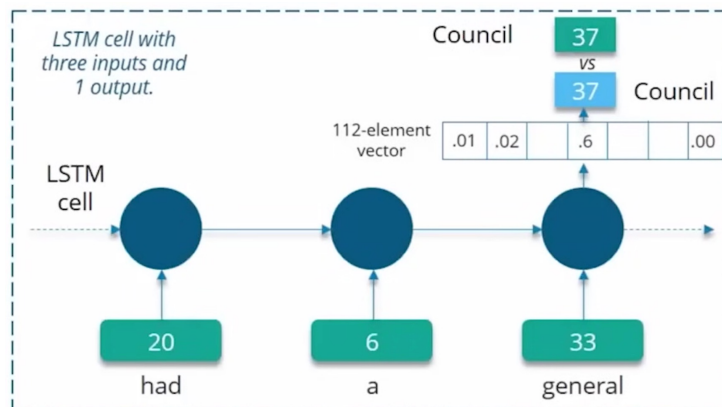 LSTM cell with
three inputs and
1 output.
Council 37
vs
37 Council
112-element
vector
.01 .02 .6 .00
LSTM
cell
20 6 33
had a general